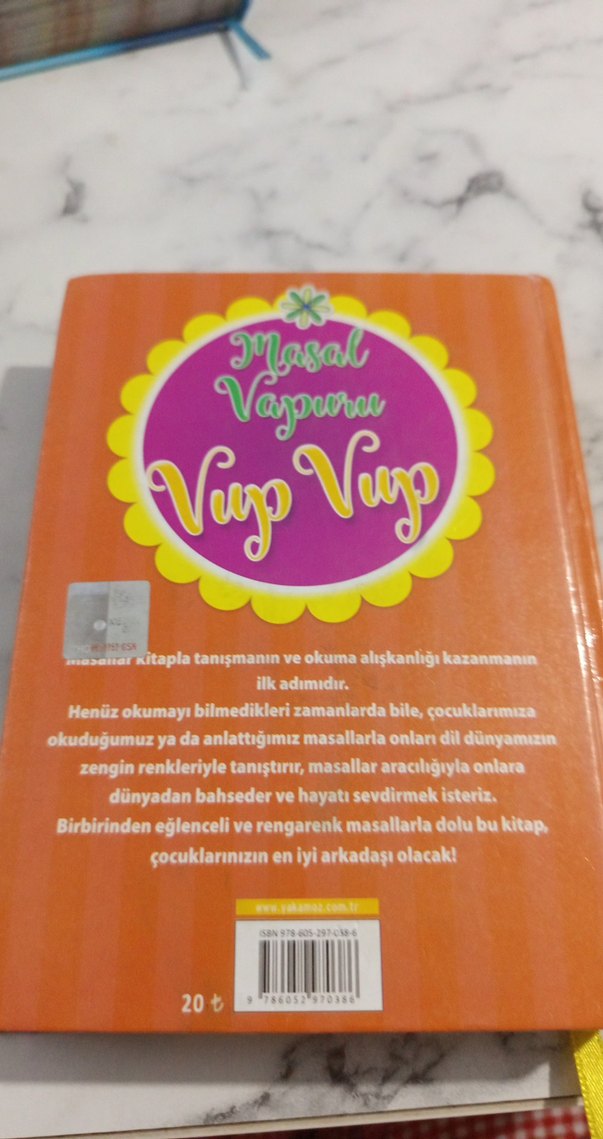 Masal
Vapuru
Vup Vup
Masallar kitapla tanışmanın ve okuma alışkanlığı kazanmanın
ilk adımıdır.
Henüz okumayı bilmedikleri zamanlarda bile, çocuklarımıza
okuduğumuz ya da anlattığımız masallarla onları dil dünyamızın
zengin renkleriyle tanıştırır, masallar aracılığıyla onlara
dünyadan bahseder ve hayatı sevdirmek isteriz.
Birbirinden eğlenceli ve rengarenk masallarla dolu bu kitap,
çocuklarınızın en iyi arkadaşı olacak!
www.yakamoz.com.tr
ISBN 978-605-297-038-6
9 786052 970386
20 ₺